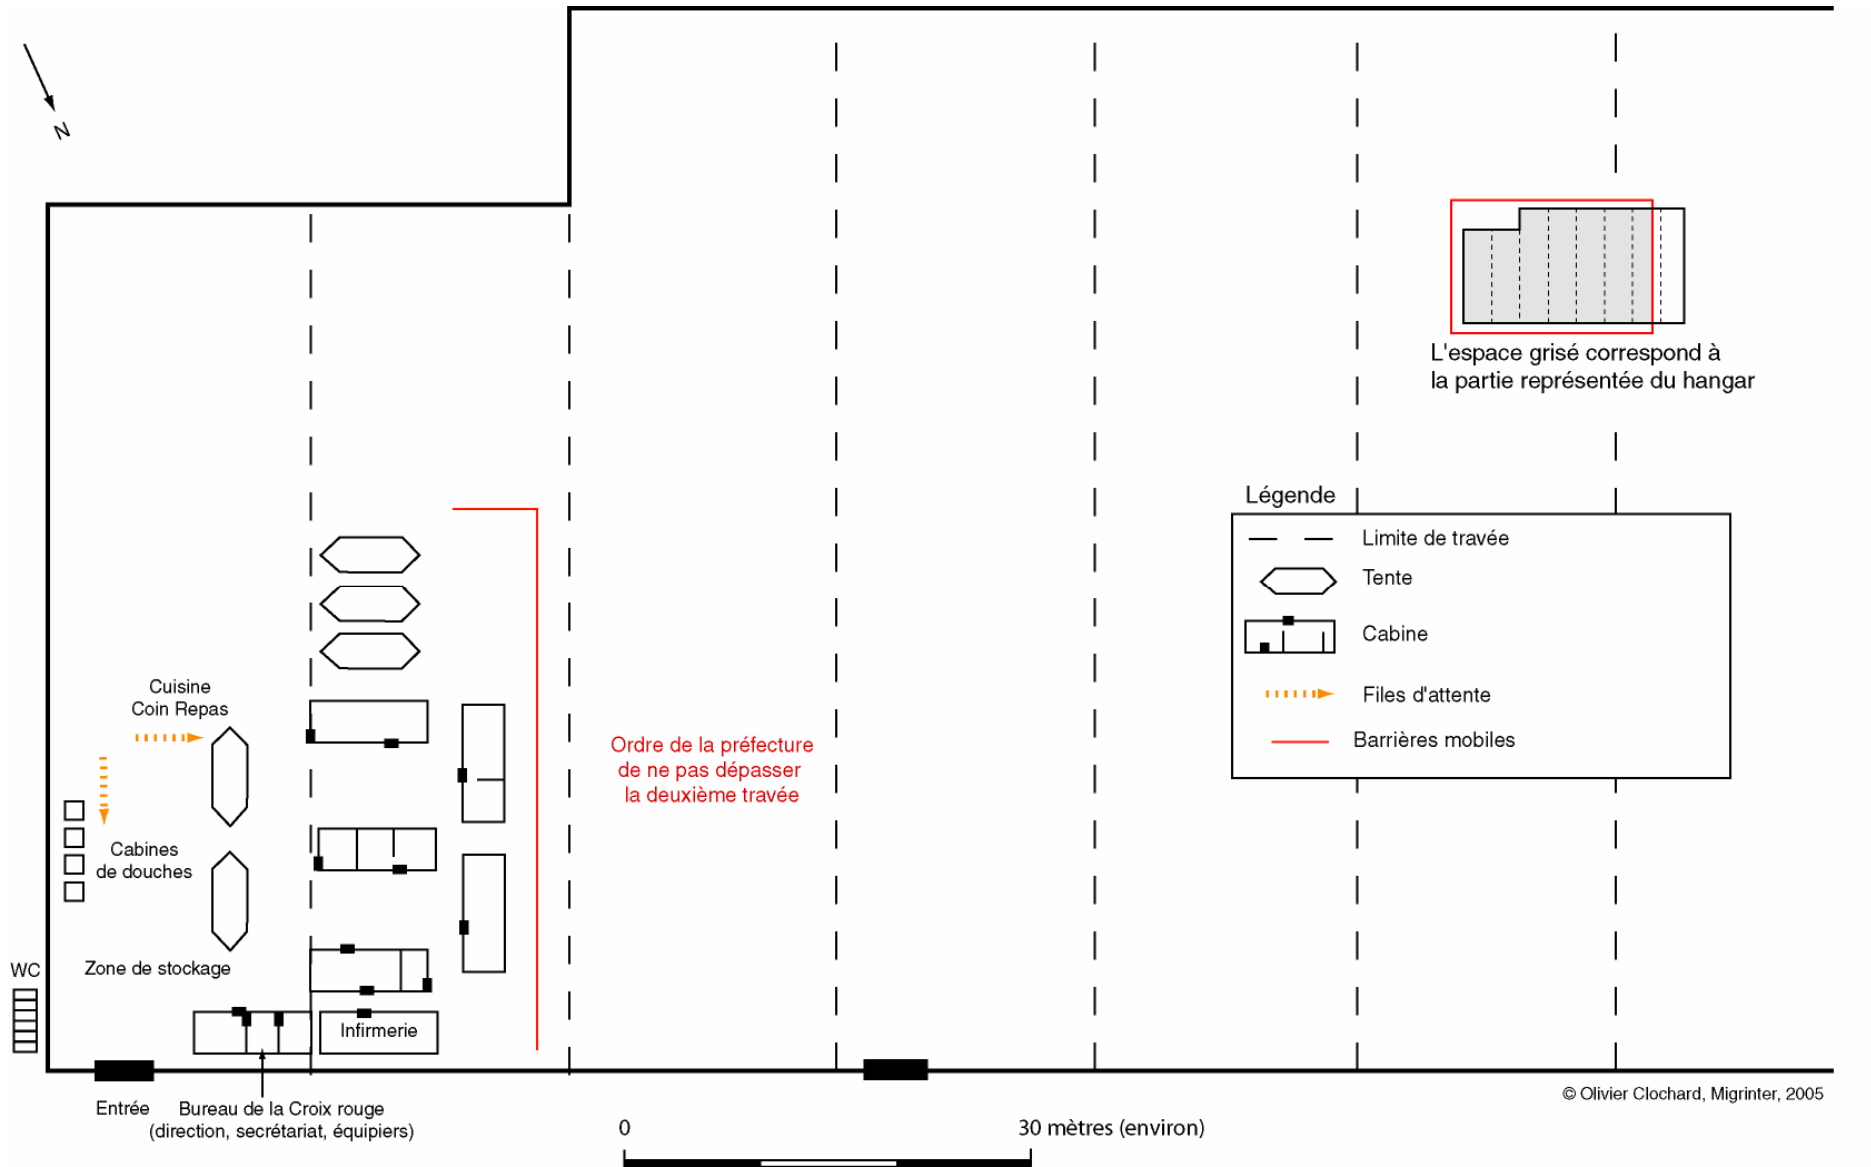 N
L'espace grisé correspond à
la partie représentée du hangar
Légende
Limite de travée
Tente
Cabine
Files d'attente
Barrières mobiles
Cuisine
Coin Repas
Ordre de la préfecture
de ne pas dépasser
la deuxième travée
Cabines
de douches
WC
Zone de stockage
Infirmerie
Entrée
Bureau de la Croix rouge
(direction, secrétariat, équipiers)
© Olivier Clochard, Migrinter, 2005
0
30 mètres (environ)